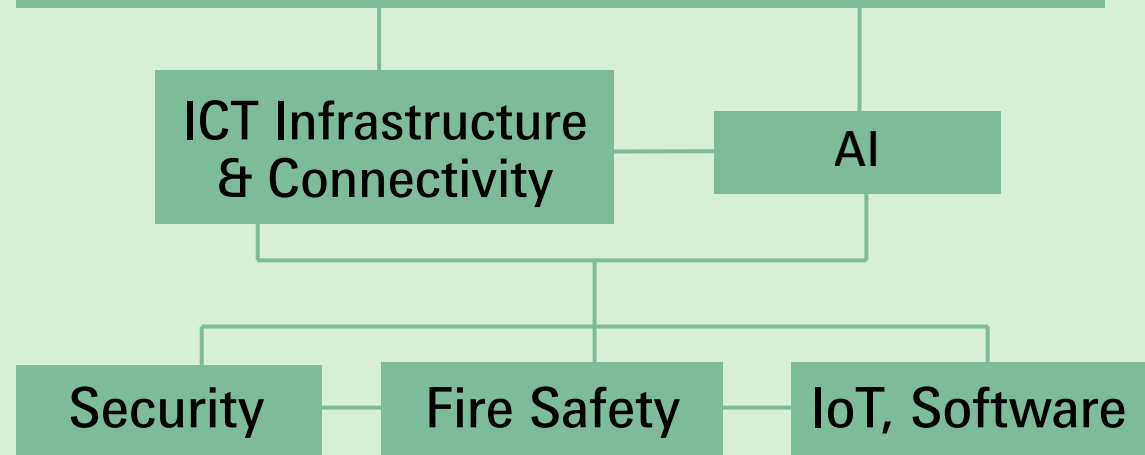 ICT Infrastructure
& Connectivity
AI
Security
Fire Safety
IoT, Software